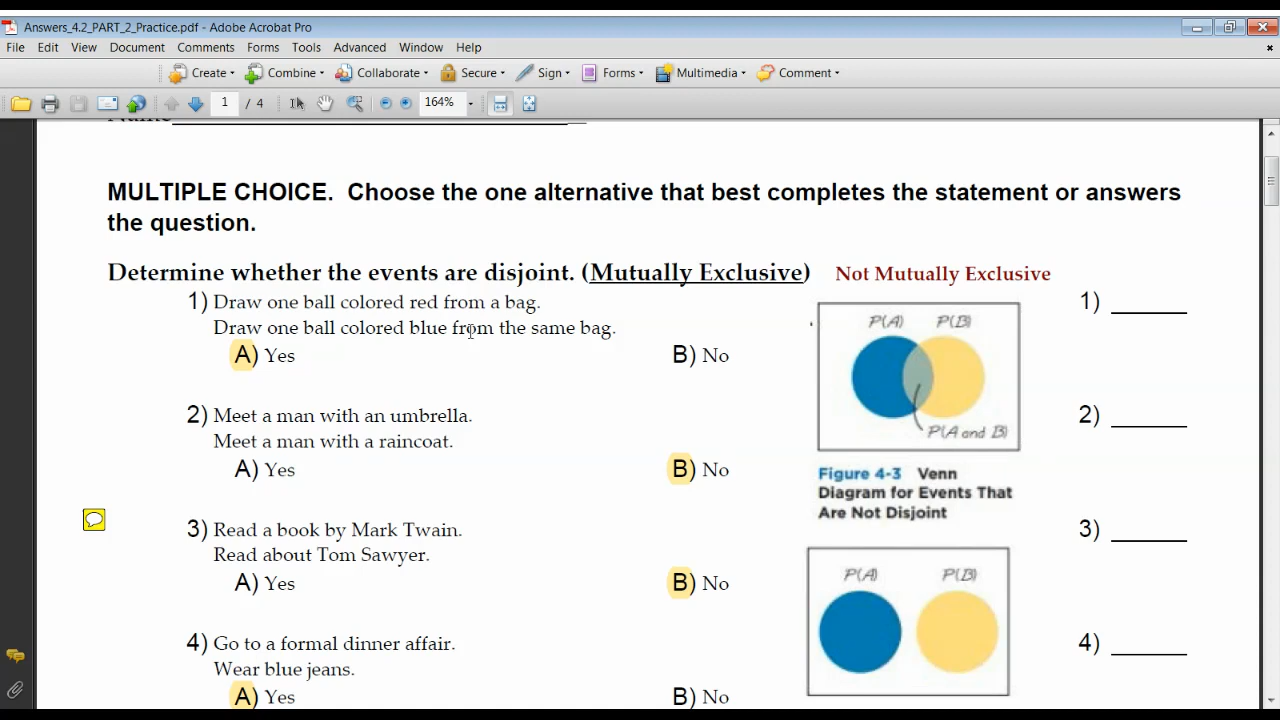 Answers_4.2_PART_2_Practice.pdf - Adobe Acrobat Pro
File Edit View Document Comments Forms Tools Advanced Window Help
Create Combine Collaborate Secure Sign Forms Multimedia Comment
1 / 4 164%
Name
MULTIPLE CHOICE. Choose the one alternative that best completes the statement or answers
the question.
Determine whether the events are disjoint. (Mutually Exclusive) Not Mutually Exclusive
1) Draw one ball colored red from a bag. 1)
Draw one ball colored blue from the same bag.
A) Yes B) No
P(A) P(B)
P(A and B)
2) Meet a man with an umbrella. 2)
Meet a man with a raincoat.
A) Yes B) No
Figure 4-3 Venn
Diagram for Events That
Are Not Disjoint
3) Read a book by Mark Twain. 3)
Read about Tom Sawyer.
A) Yes B) No
P(A) P(B)
4) Go to a formal dinner affair. 4)
Wear blue jeans.
A) Yes B) No